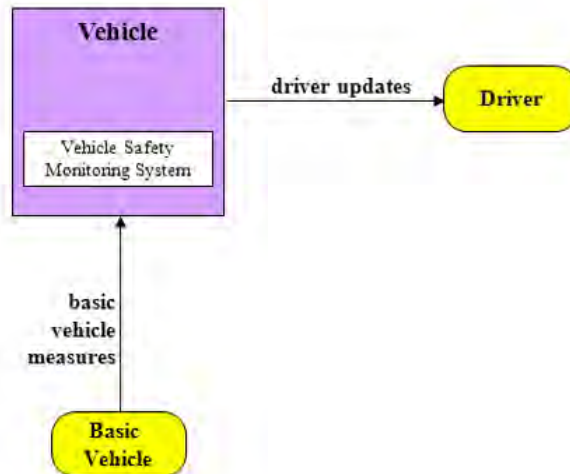 Vehicle
driver updates
Driver
Vehicle Safety
Monitoring System
basic
vehicle
measures
Basic
Vehicle